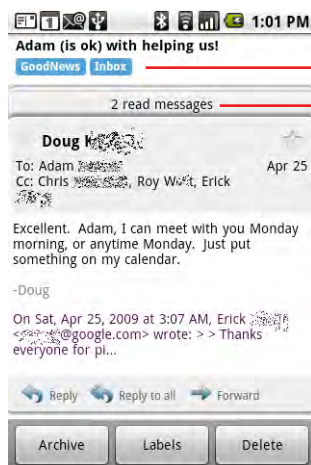 1:01 PM
Adam (is ok) with helping us!
GoodNews Inbox
2 read messages
Doug
To: Adam Apr 25
Cc: Chris , Roy , Erick
Excellent. Adam, I can meet with you Monday
morning, or anytime Monday. Just put
something on my calendar.
-Doug
On Sat, Apr 25, 2009 at 3:07 AM, Erick
< @google.com> wrote: > > Thanks
everyone for pi...
Reply Reply to all Forward
Archive Labels Delete